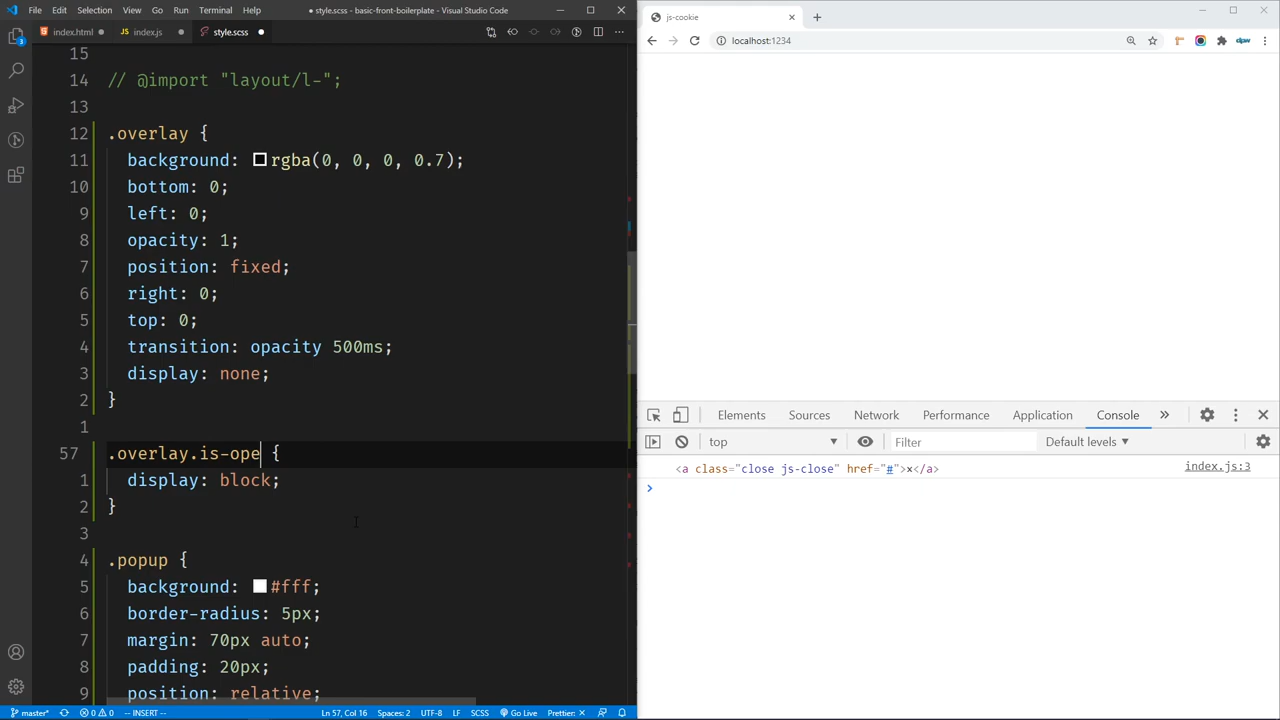 File Edit Selection View Go Run Terminal Help ● style.scss - basic-front-boilerplate - Visual Studio Code
index.html ● index.js ● style.scss ●
15
14 // @import "layout/l-";
13
12 .overlay {
11 background: rgba(0, 0, 0, 0.7);
10 bottom: 0;
9 left: 0;
8 opacity: 1;
7 position: fixed;
6 right: 0;
5 top: 0;
4 transition: opacity 500ms;
3 display: none;
2 }
1
57 .overlay.is-ope {
1 display: block;
2 }
3
4 .popup {
5 background: #fff;
6 border-radius: 5px;
7 margin: 70px auto;
8 padding: 20px;
9 position: relative;
3
master* 0 0 -- INSERT -- Ln 57, Col 16 Spaces: 2 UTF-8 LF SCSS Go Live Prettier: ×
js-cookie
localhost:1234
dpw
Elements Sources Network Performance Application Console »
top Filter Default levels
<a class="close js-close" href="#">x</a> index.js:3
>